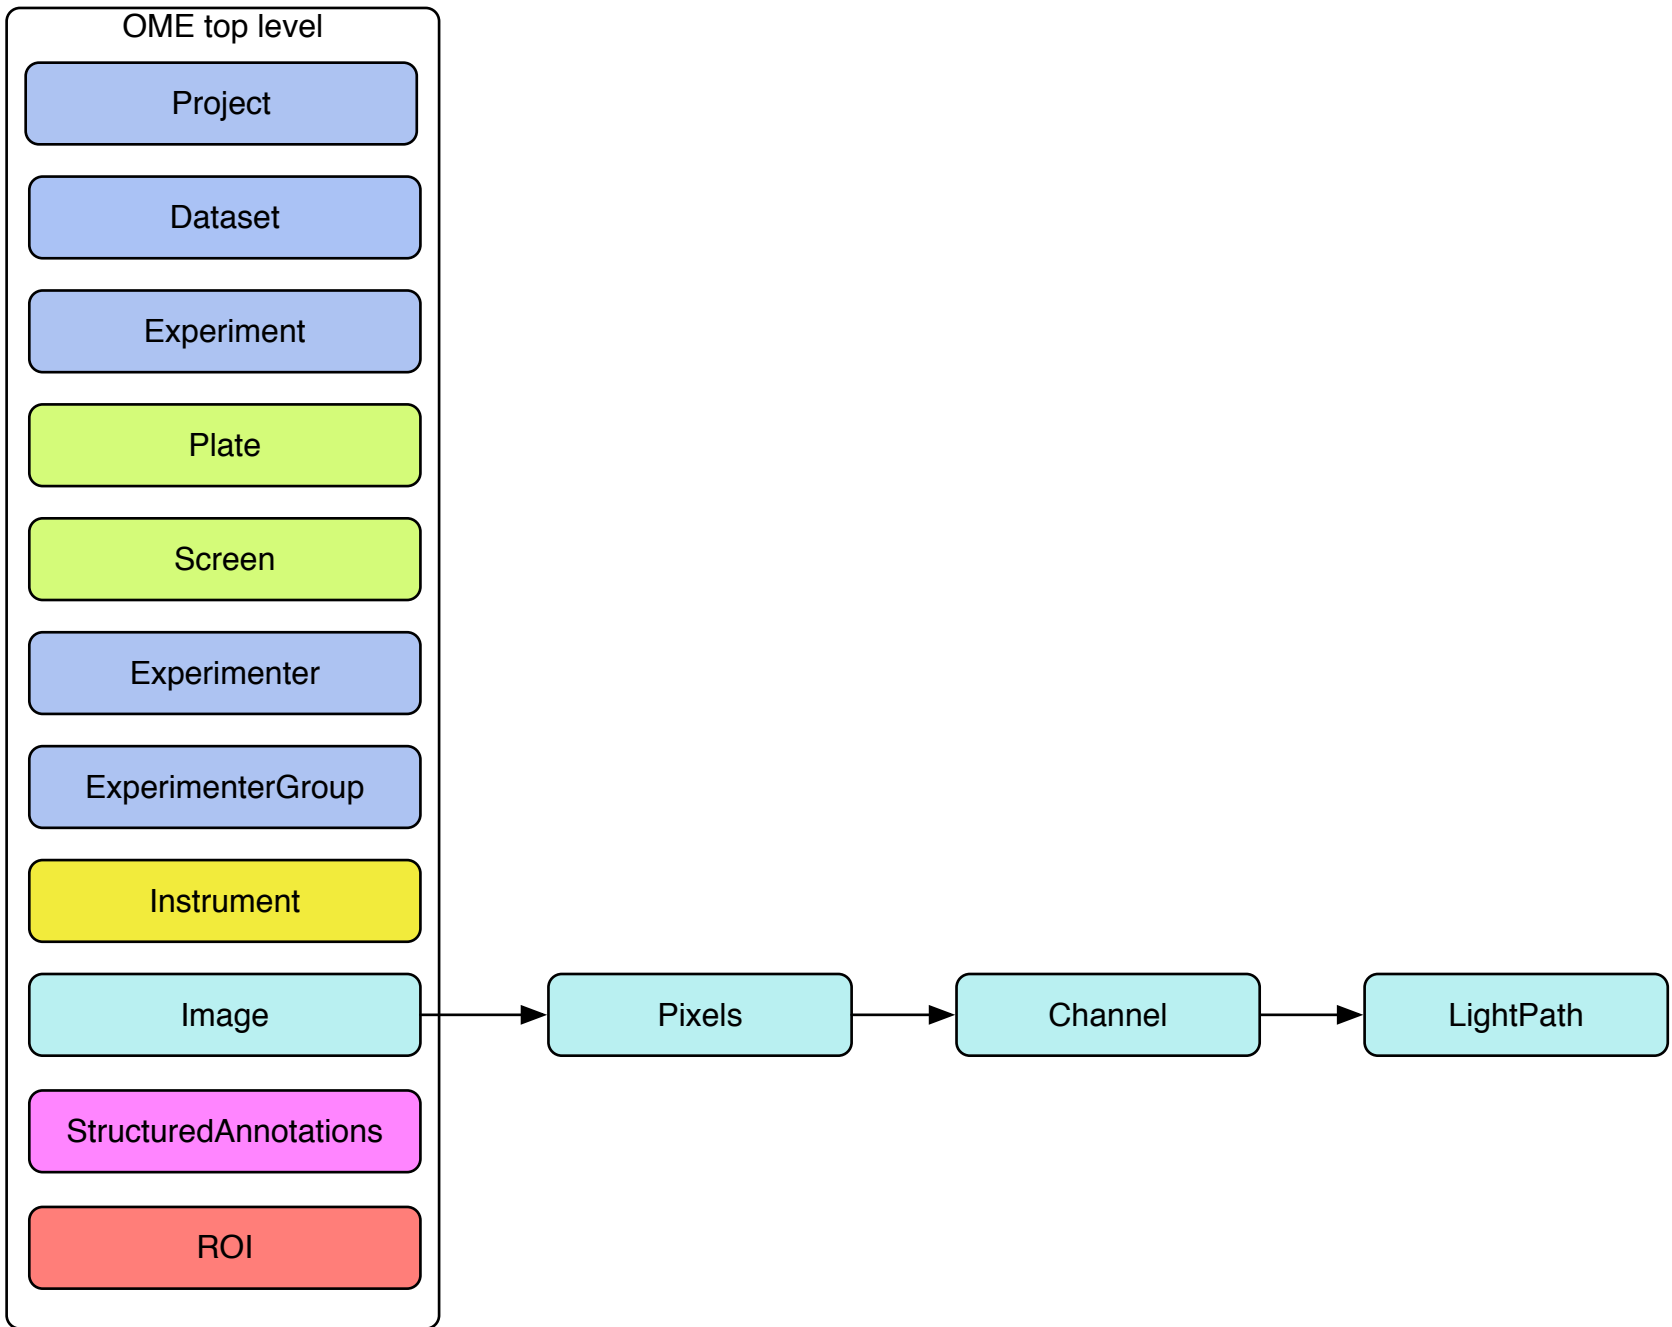 OME top level
Project
Dataset
Experiment
Plate
Screen
Experimenter
ExperimenterGroup
Instrument
Image
Pixels
Channel
LightPath
StructuredAnnotations
ROI